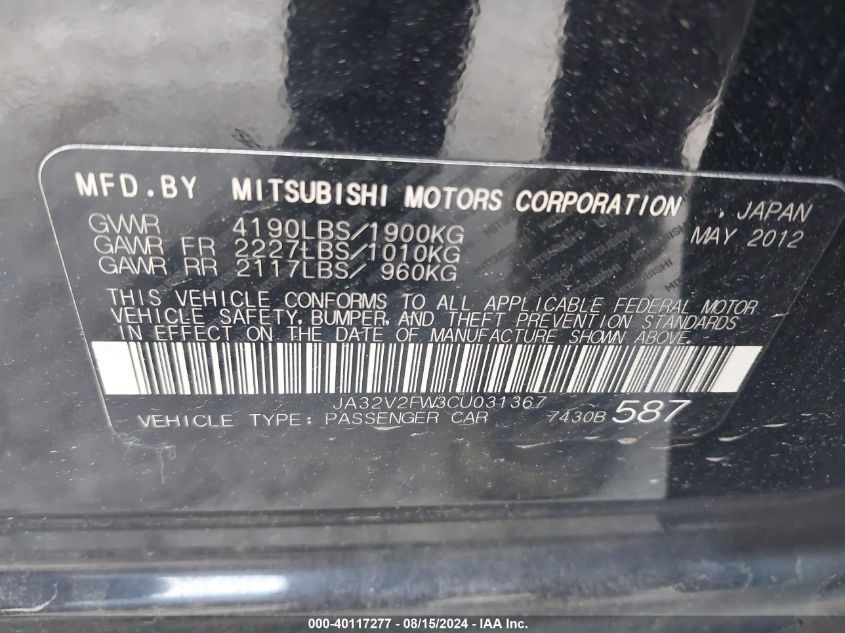 MFD.BY MITSUBISHI MOTORS CORPORATION , JAPAN
GVWR 4190LBS/1900KG MAY 2012
GAWR FR 2227LBS/1010KG
GAWR RR 2117LBS/ 960KG
THIS VEHICLE CONFORMS TO ALL APPLICABLE FEDERAL MOTOR
VEHICLE SAFETY, BUMPER, AND THEFT PREVENTION STANDARDS
IN EFFECT ON THE DATE OF MANUFACTURE SHOWN ABOVE.
JA32V2FW3CU031367
VEHICLE TYPE: PASSENGER CAR 7430B 587
000-40117277 - 08/15/2024 - IAA Inc.